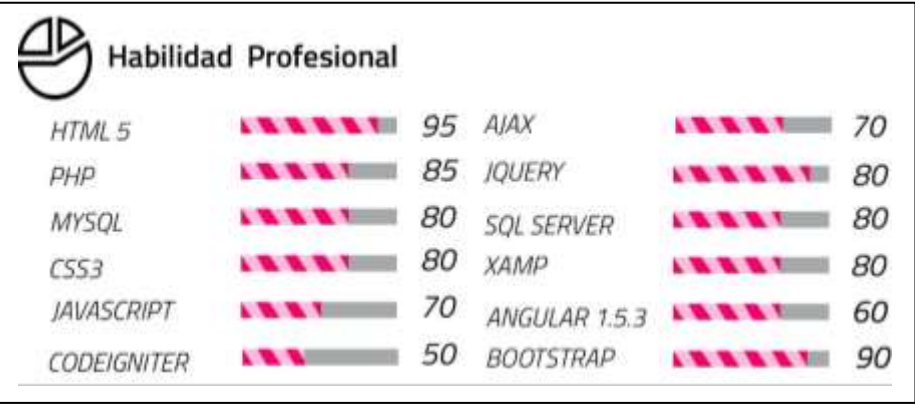 Habilidad Profesional
HTML 5 95
PHP 85
MYSQL 80
CSS3 80
JAVASCRIPT 70
CODEIGNITER 50
AJAX 70
JQUERY 80
SQL SERVER 80
XAMP 80
ANGULAR 1.5.3 60
BOOTSTRAP 90